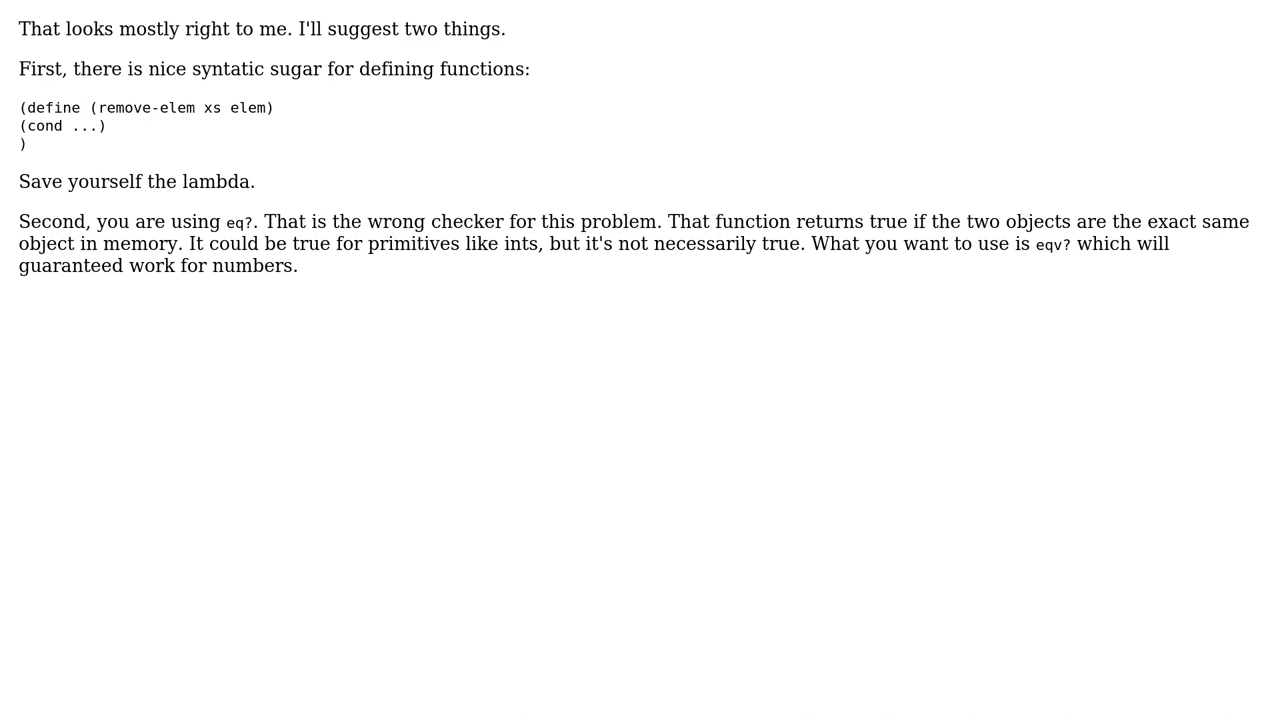 That looks mostly right to me. I'll suggest two things.
First, there is nice syntatic sugar for defining functions:
(define (remove-elem xs elem)
(cond ...)
)
Save yourself the lambda.
Second, you are using eq?. That is the wrong checker for this problem. That function returns true if the two objects are the exact same
object in memory. It could be true for primitives like ints, but it's not necessarily true. What you want to use is eqv? which will
guaranteed work for numbers.